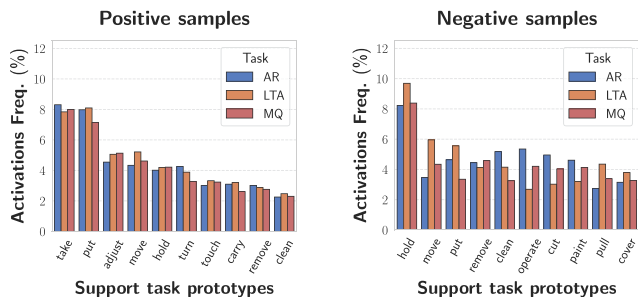 Positive samples
Activations Freq. (%)
12
10
8
6
4
2
0
Task
AR
LTA
MQ
take
put
adjust
move
hold
turn
touch
carry
remove
clean
Support task prototypes
Negative samples
Activations Freq. (%)
12
10
8
6
4
2
0
Task
AR
LTA
MQ
hold
move
put
remove
clean
operate
cut
paint
pull
cover
Support task prototypes